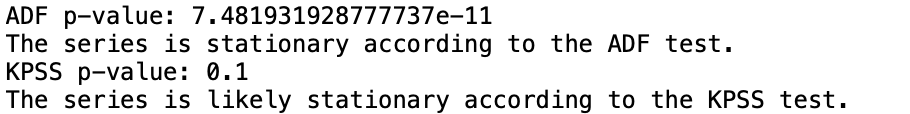 ADF p-value: 7.481931928777737e-11
The series is stationary according to the ADF test.
KPSS p-value: 0.1
The series is likely stationary according to the KPSS test.